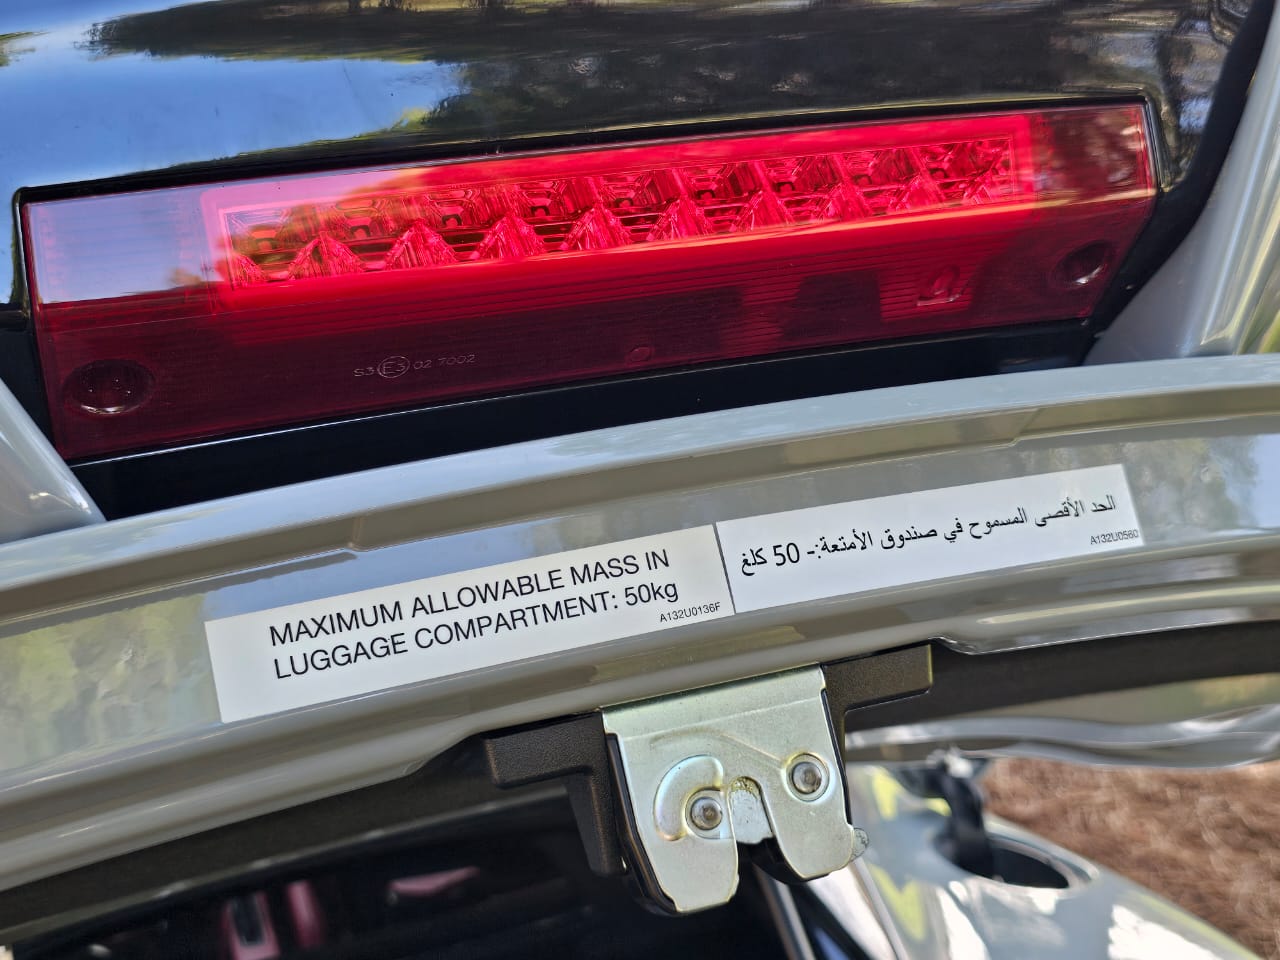 S3 E3 02 7002
MAXIMUM ALLOWABLE MASS IN
LUGGAGE COMPARTMENT: 50kg
A132U0136F
الحد الأقصى المسموح في صندوق الأمتعة:- 50 كلغ
A132U0560